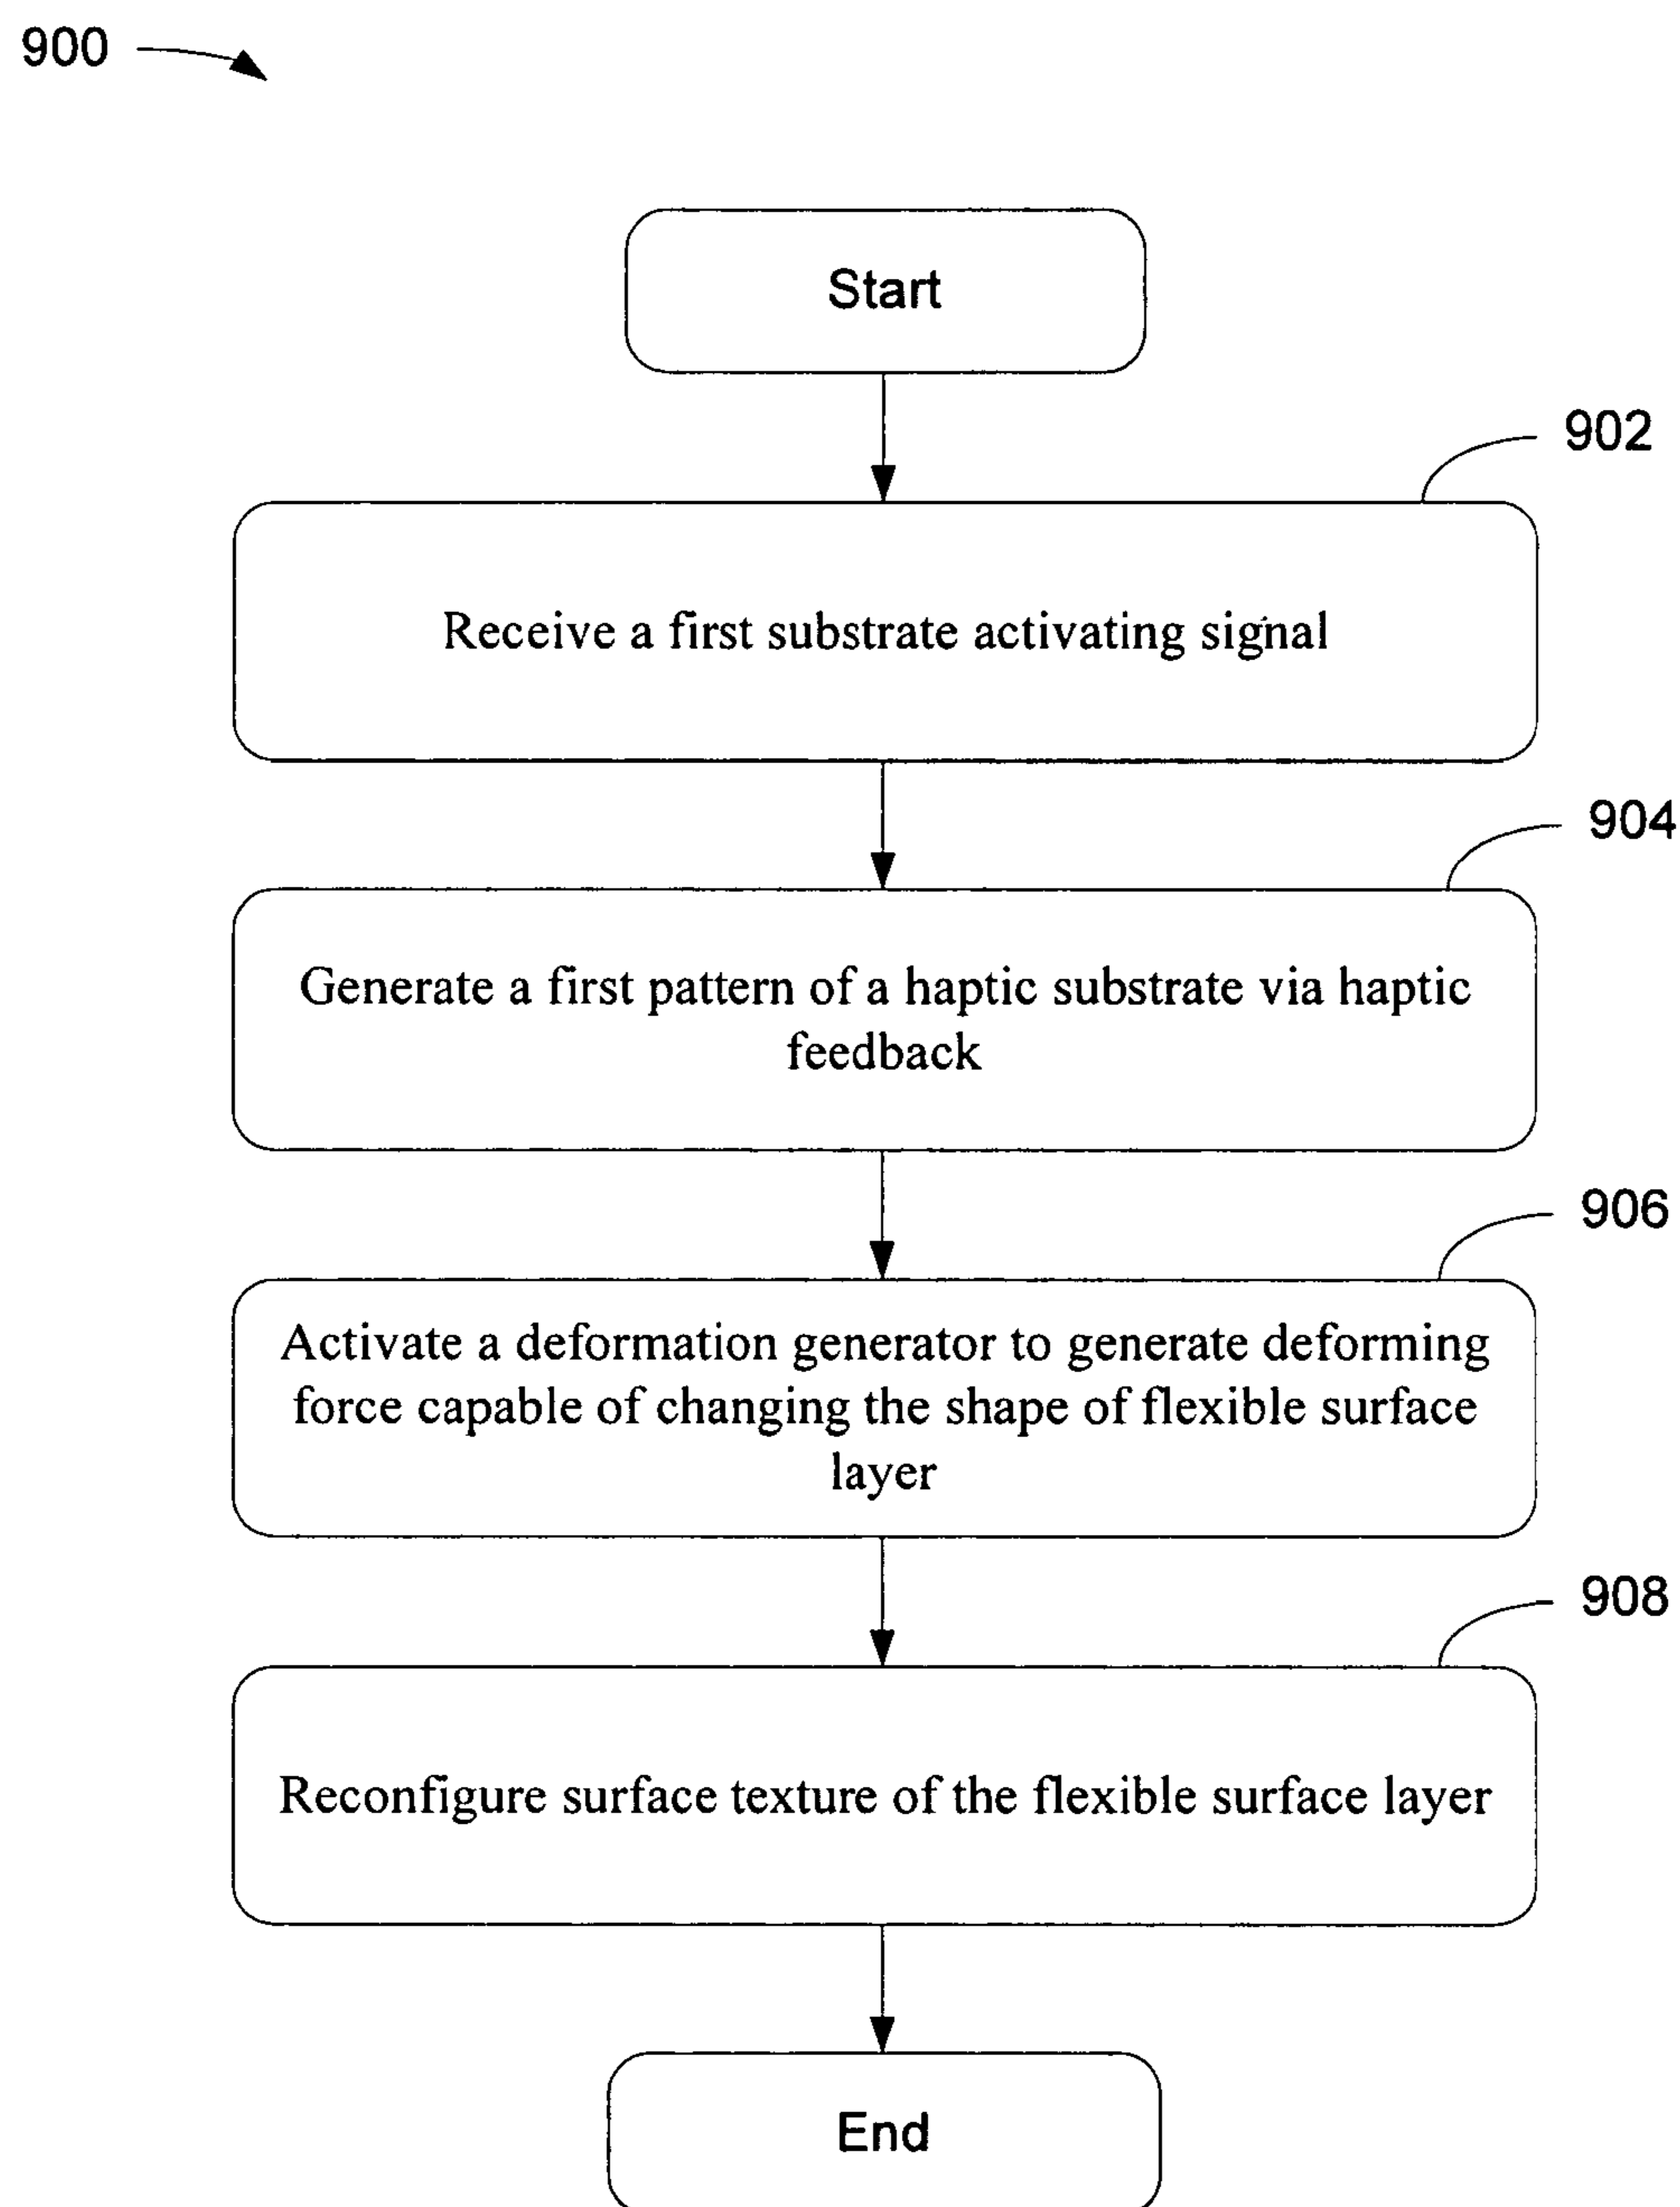 900
Start
902
Receive a first substrate activating signal
904
Generate a first pattern of a haptic substrate via haptic
feedback
906
Activate a deformation generator to generate deforming
force capable of changing the shape of flexible surface
layer
908
Reconfigure surface texture of the flexible surface layer
End